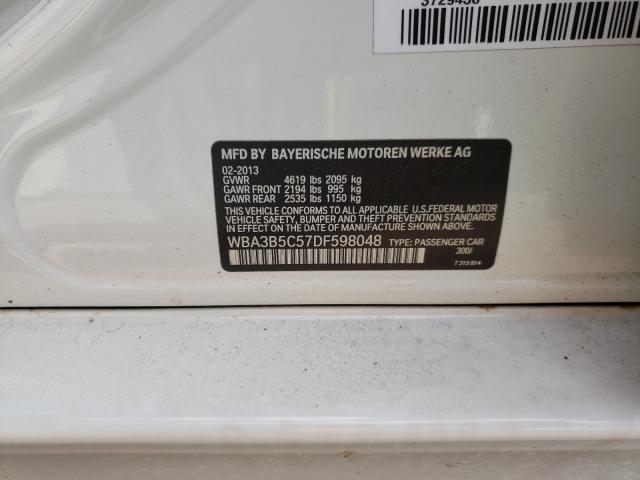 3729430
MFD BY BAYERISCHE MOTOREN WERKE AG
02-2013
GVWR 4619 lbs 2095 kg
GAWR FRONT 2194 lbs 995 kg
GAWR REAR 2535 lbs 1150 kg
THIS VEHICLE CONFORMS TO ALL APPLICABLE U.S.FEDERAL MOTOR
VEHICLE SAFETY, BUMPER AND THEFT PREVENTION STANDARDS
IN EFFECT ON THE DATE OF MANUFACTURE SHOWN ABOVE.
WBA3B5C57DF598048 TYPE: PASSENGER CAR
300/
7 315 814